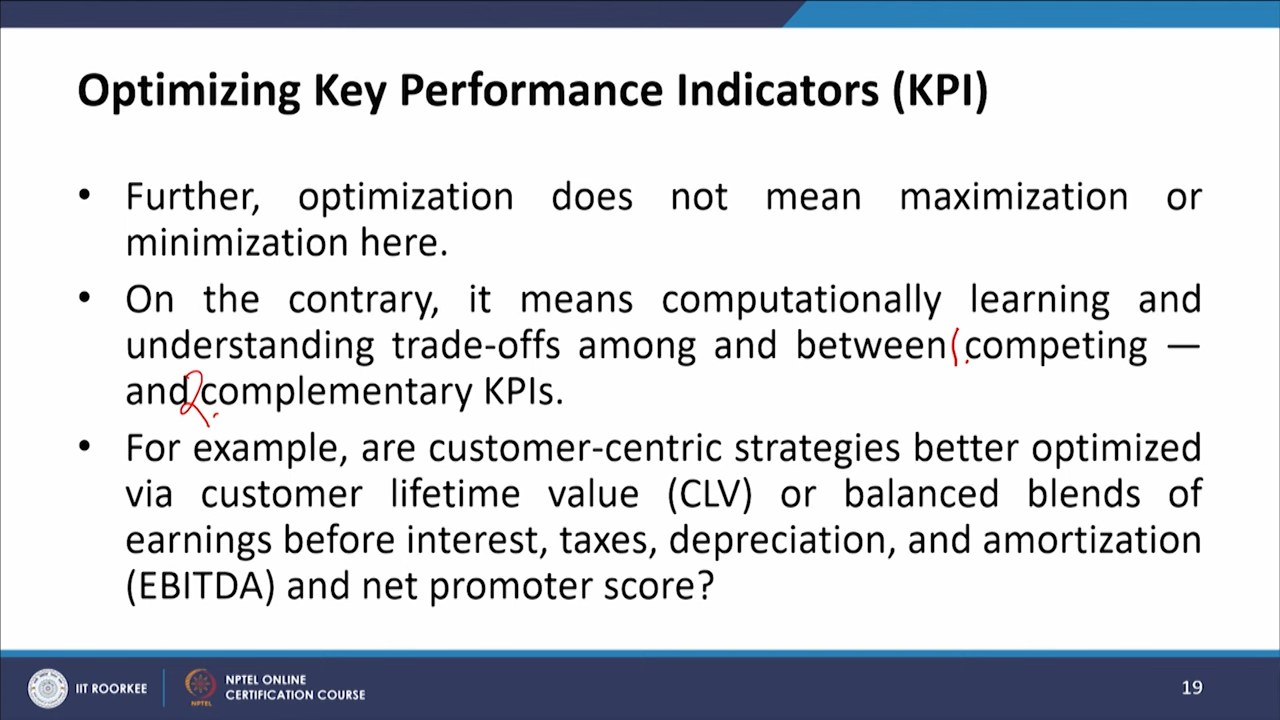 Optimizing Key Performance Indicators (KPI)
• Further, optimization does not mean maximization or
minimization here.
• On the contrary, it means computationally learning and
understanding trade-offs among and between 1. competing —
and 2. complementary KPIs.
• For example, are customer-centric strategies better optimized
via customer lifetime value (CLV) or balanced blends of
earnings before interest, taxes, depreciation, and amortization
(EBITDA) and net promoter score?
IIT ROORKEE
NPTEL
NPTEL ONLINE
CERTIFICATION COURSE
19